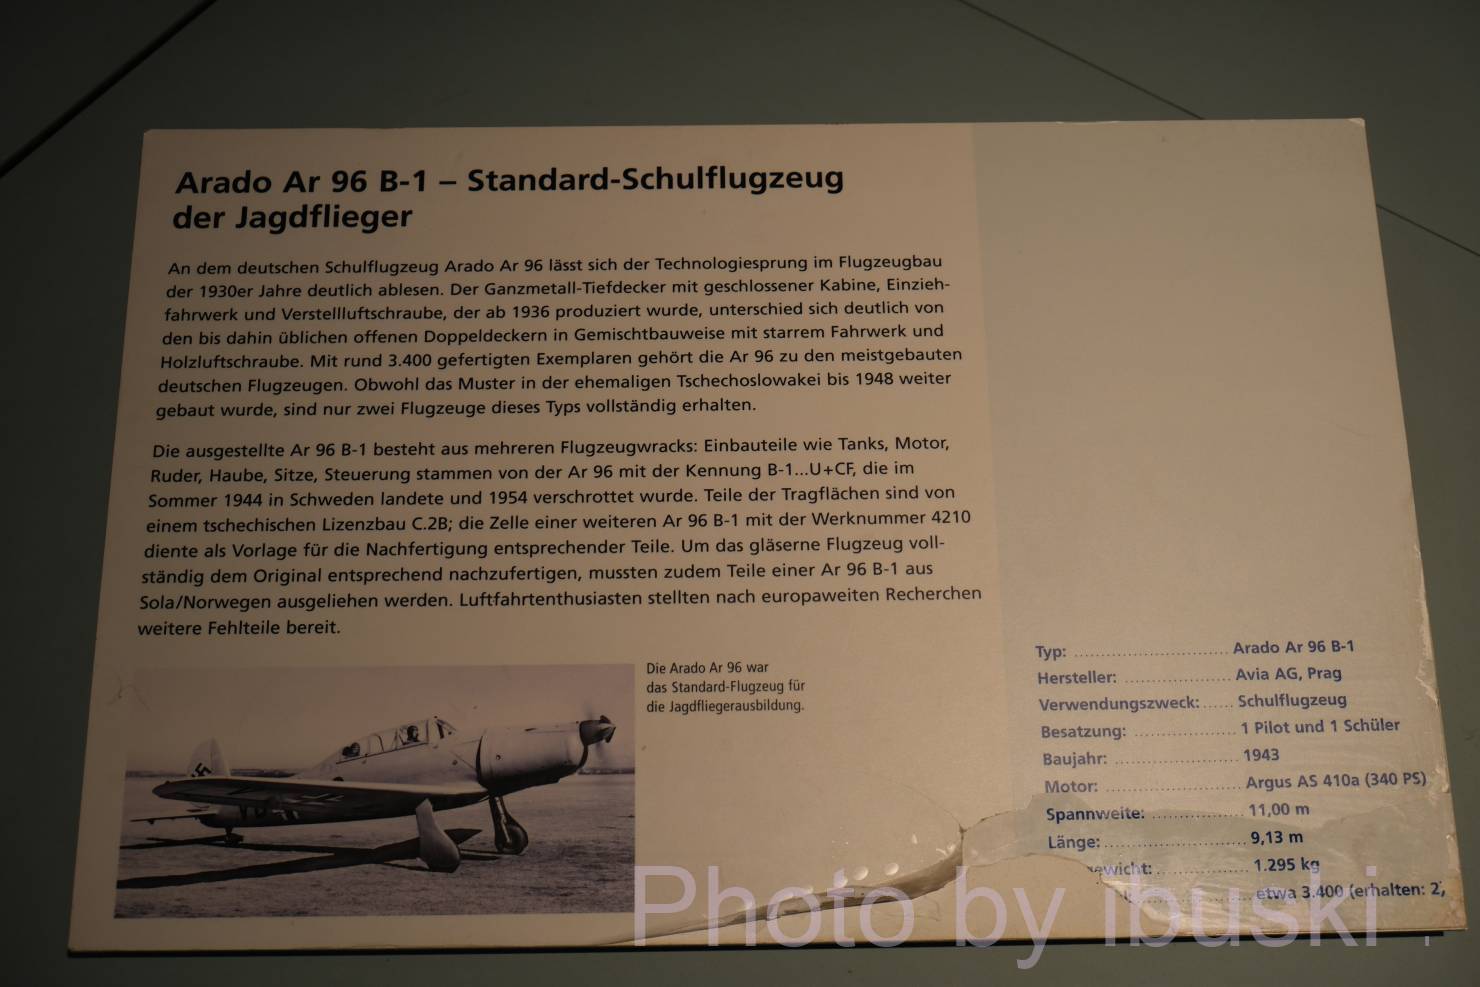 Arado Ar 96 B-1 – Standard-Schulflugzeug
der Jagdflieger
An dem deutschen Schulflugzeug Arado Ar 96 lässt sich der Technologiesprung im Flugzeugbau
der 1930er Jahre deutlich ablesen. Der Ganzmetall-Tiefdecker mit geschlossener Kabine, Einzieh-
fahrwerk und Verstellluftschraube, der ab 1936 produziert wurde, unterschied sich deutlich von
den bis dahin üblichen offenen Doppeldeckern in Gemischtbauweise mit starrem Fahrwerk und
Holzluftschraube. Mit rund 3.400 gefertigten Exemplaren gehört die Ar 96 zu den meistgebauten
deutschen Flugzeugen. Obwohl das Muster in der ehemaligen Tschechoslowakei bis 1948 weiter
gebaut wurde, sind nur zwei Flugzeuge dieses Typs vollständig erhalten.
Die ausgestellte Ar 96 B-1 besteht aus mehreren Flugzeugwracks: Einbauteile wie Tanks, Motor,
Ruder, Haube, Sitze, Steuerung stammen von der Ar 96 mit der Kennung B-1...U+CF, die im
Sommer 1944 in Schweden landete und 1954 verschrottet wurde. Teile der Tragflächen sind von
einem tschechischen Lizenzbau C.2B; die Zelle einer weiteren Ar 96 B-1 mit der Werknummer 4210
diente als Vorlage für die Nachfertigung entsprechender Teile. Um das gläserne Flugzeug voll-
ständig dem Original entsprechend nachzufertigen, mussten zudem Teile einer Ar 96 B-1 aus
Sola/Norwegen ausgeliehen werden. Luftfahrtenthusiasten stellten nach europaweiten Recherchen
weitere Fehlteile bereit.
Die Arado Ar 96 war
das Standard-Flugzeug für
die Jagdfliegerausbildung.
Typ: ............................ Arado Ar 96 B-1
Hersteller: ................... Avia AG, Prag
Verwendungszweck: ...... Schulflugzeug
Besatzung: .................. 1 Pilot und 1 Schüler
Baujahr: ...................... 1943
Motor: ........................ Argus AS 410a (340 PS)
Spannweite: ................ 11,00 m
Länge: ......................... 9,13 m
ewicht: ................. 1.295 kg
etwa 3.400 (erhalten: 2,
Photo by ibuski